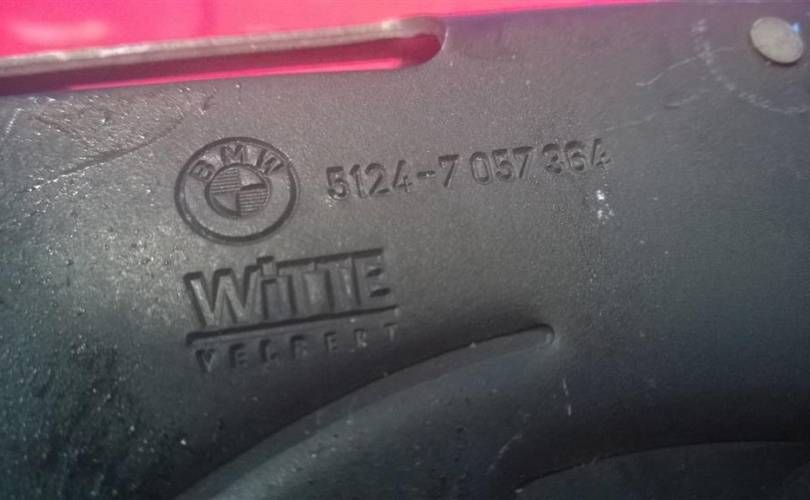 BMW
5124-7 057 364
WiTTE
VELBERT